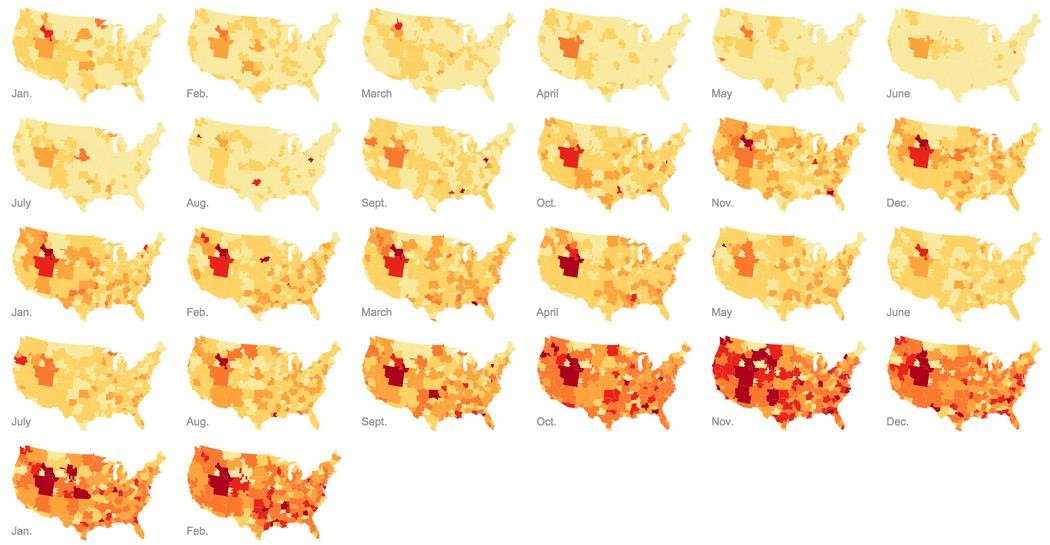 Jan. Feb. March April May June
July Aug. Sept. Oct. Nov. Dec.
Jan. Feb. March April May June
July Aug. Sept. Oct. Nov. Dec.
Jan. Feb.